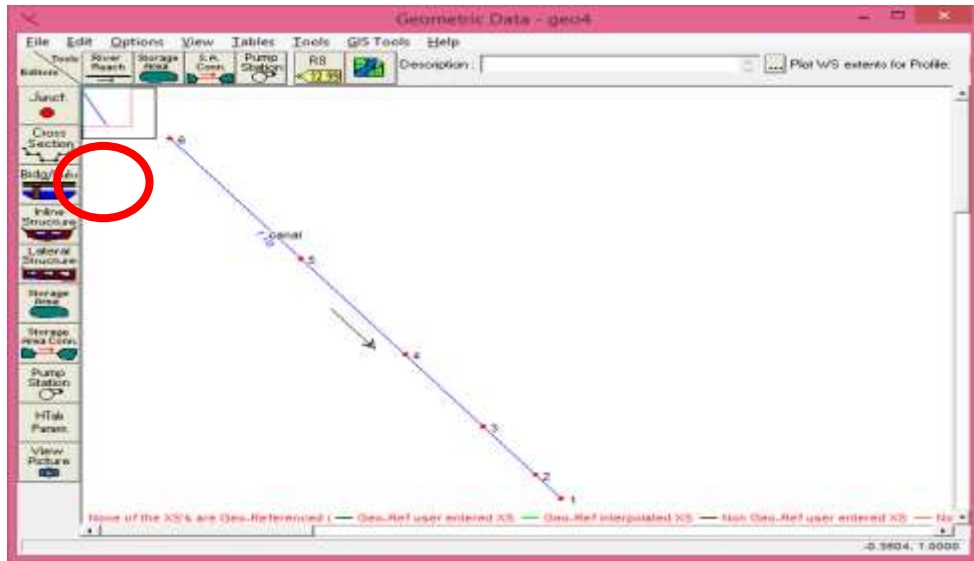 Geometric Data - geo4
File Edit Options View Tables Tools GIS Tools Help
Tools
Editors
River Reach
Storage Area
S.A. Conn.
Pump Station
RS
Description :
...
Plot WS extents for Profile:
Junct.
Cross Section
Inline Structure
Lateral Structure
Storage Area
Storage Area Conn.
Pump Station
HTab Param.
View Picture
6
canal
5
4
3
2
1
None of the XS's are Geo-Referenced ( — Geo-Ref user entered XS — Geo-Ref interpolated XS — Non Geo-Ref user entered XS — No
-0.3604, 1.0000